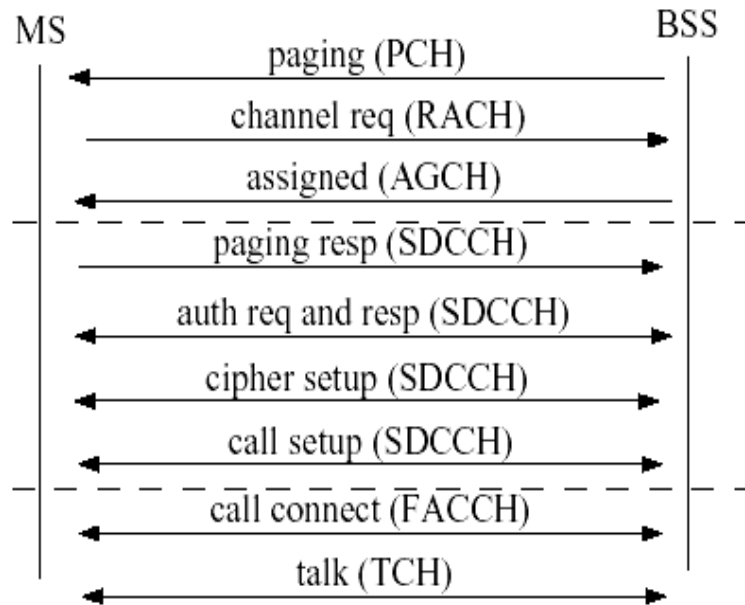 MS
BSS
paging (PCH)
channel req (RACH)
assigned (AGCH)
paging resp (SDCCH)
auth req and resp (SDCCH)
cipher setup (SDCCH)
call setup (SDCCH)
call connect (FACCH)
talk (TCH)